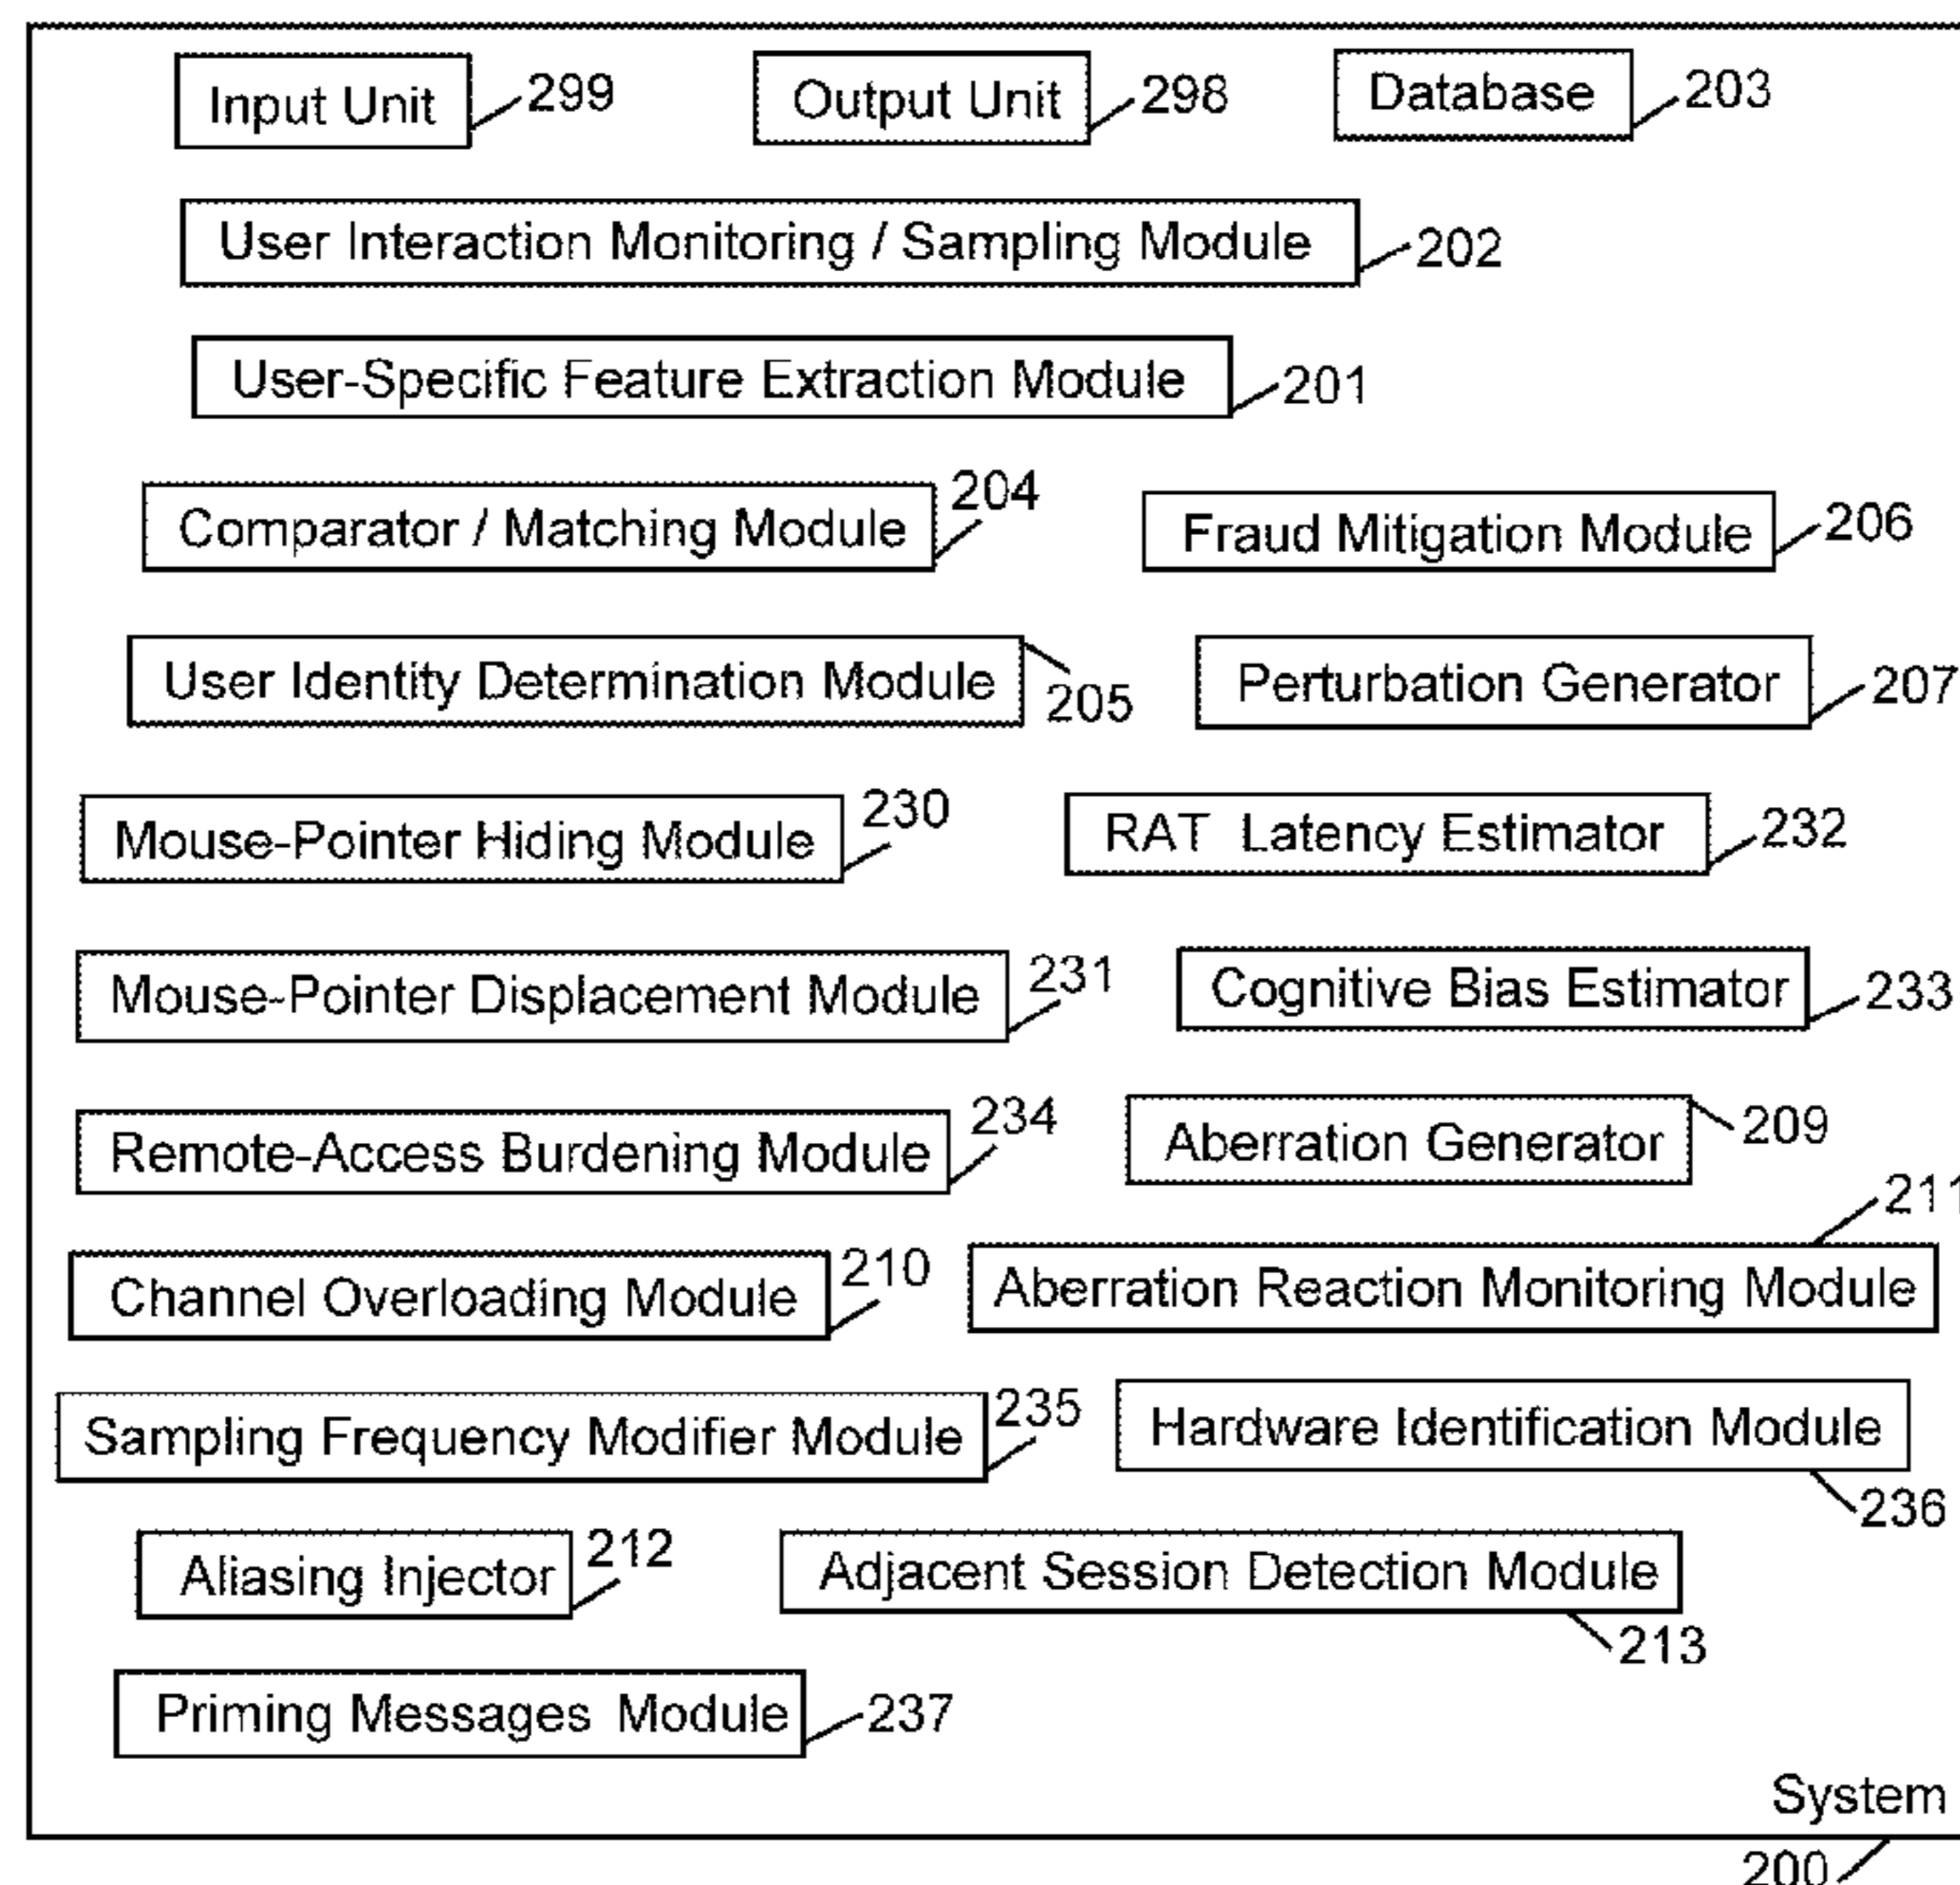 Input Unit 299 Output Unit 298 Database 203
User Interaction Monitoring / Sampling Module 202
User-Specific Feature Extraction Module 201
Comparator / Matching Module 204 Fraud Mitigation Module 206
User Identity Determination Module 205 Perturbation Generator 207
Mouse-Pointer Hiding Module 230 RAT Latency Estimator 232
Mouse-Pointer Displacement Module 231 Cognitive Bias Estimator 233
Remote-Access Burdening Module 234 Aberration Generator 209
Channel Overloading Module 210 Aberration Reaction Monitoring Module 211
Sampling Frequency Modifier Module 235 Hardware Identification Module 236
Aliasing Injector 212 Adjacent Session Detection Module 213
Priming Messages Module 237
System
200